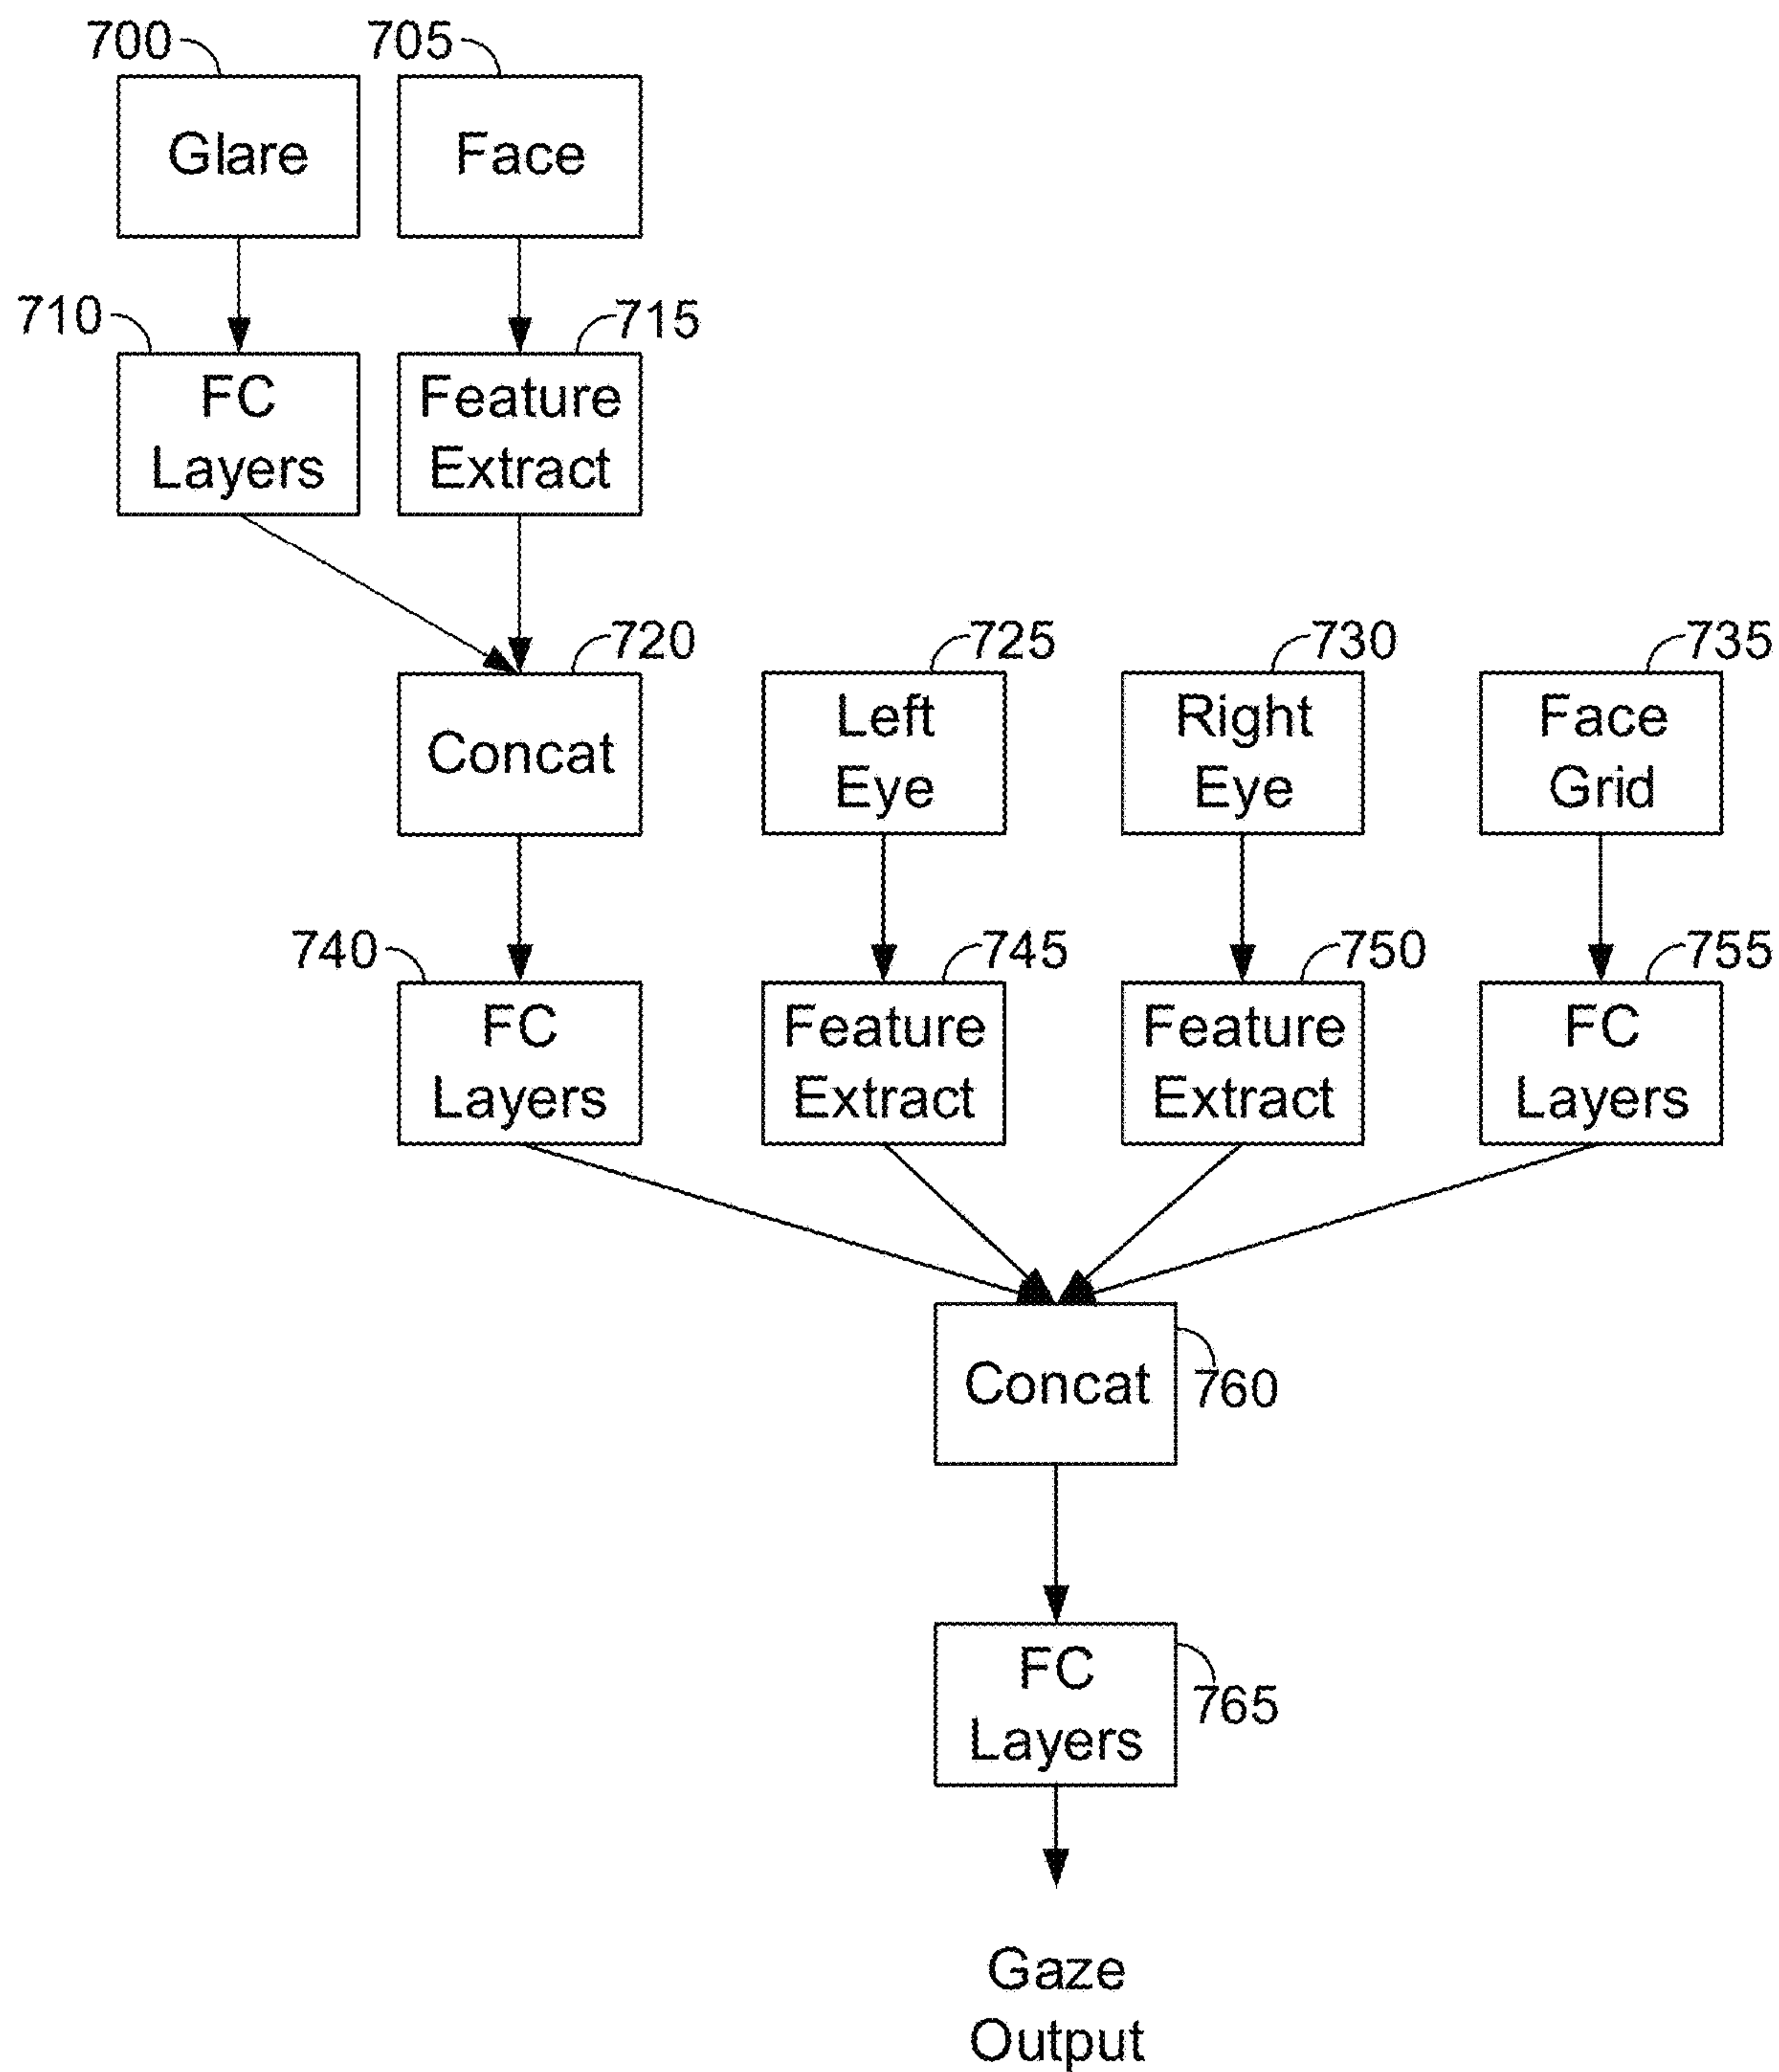 700
705
Glare
Face
710
715
FC
Layers
Feature
Extract
720
725
730
735
Concat
Left
Eye
Right
Eye
Face
Grid
740
745
750
755
FC
Layers
Feature
Extract
Feature
Extract
FC
Layers
Concat
760
FC
Layers
765
Gaze
Output